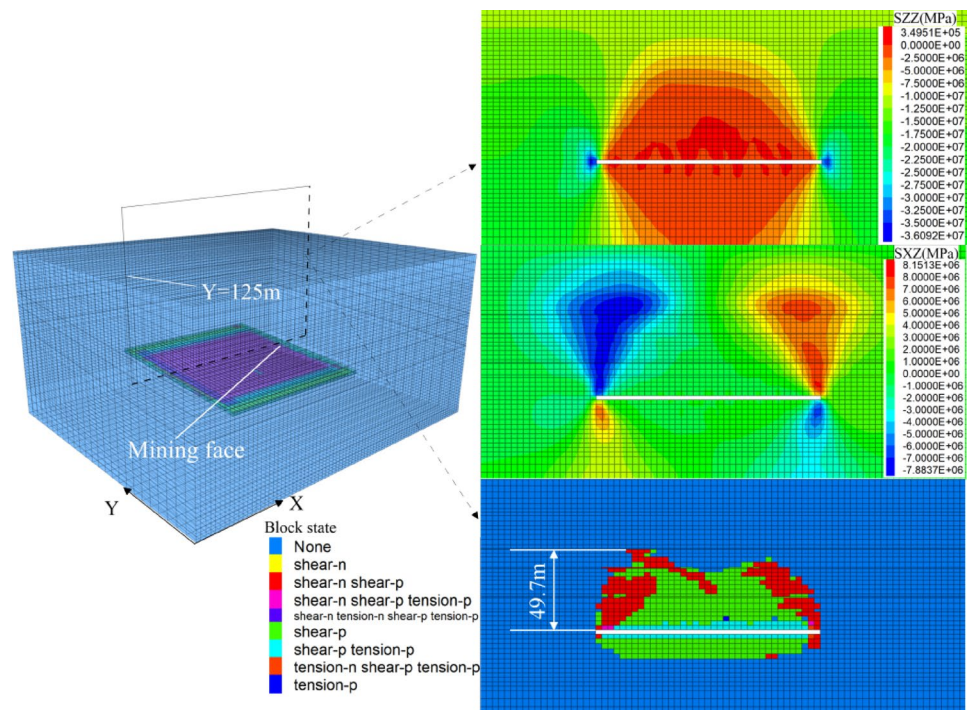 Y=125m
Mining face
Y
X
Block state
None
shear-n
shear-n shear-p
shear-n shear-p tension-p
shear-n tension-n shear-p tension-p
shear-p
shear-p tension-p
tension-n shear-p tension-p
tension-p
SZZ(MPa)
3.4951E+05
0.0000E+00
-2.5000E+06
-5.0000E+06
-7.5000E+06
-1.0000E+07
-1.2500E+07
-1.5000E+07
-1.7500E+07
-2.0000E+07
-2.2500E+07
-2.5000E+07
-2.7500E+07
-3.0000E+07
-3.2500E+07
-3.5000E+07
-3.6092E+07
SXZ(MPa)
8.1513E+06
8.0000E+06
7.0000E+06
6.0000E+06
5.0000E+06
4.0000E+06
3.0000E+06
2.0000E+06
1.0000E+06
0.0000E+00
-1.0000E+06
-2.0000E+06
-3.0000E+06
-4.0000E+06
-5.0000E+06
-6.0000E+06
-7.0000E+06
-7.8837E+06
49.7m